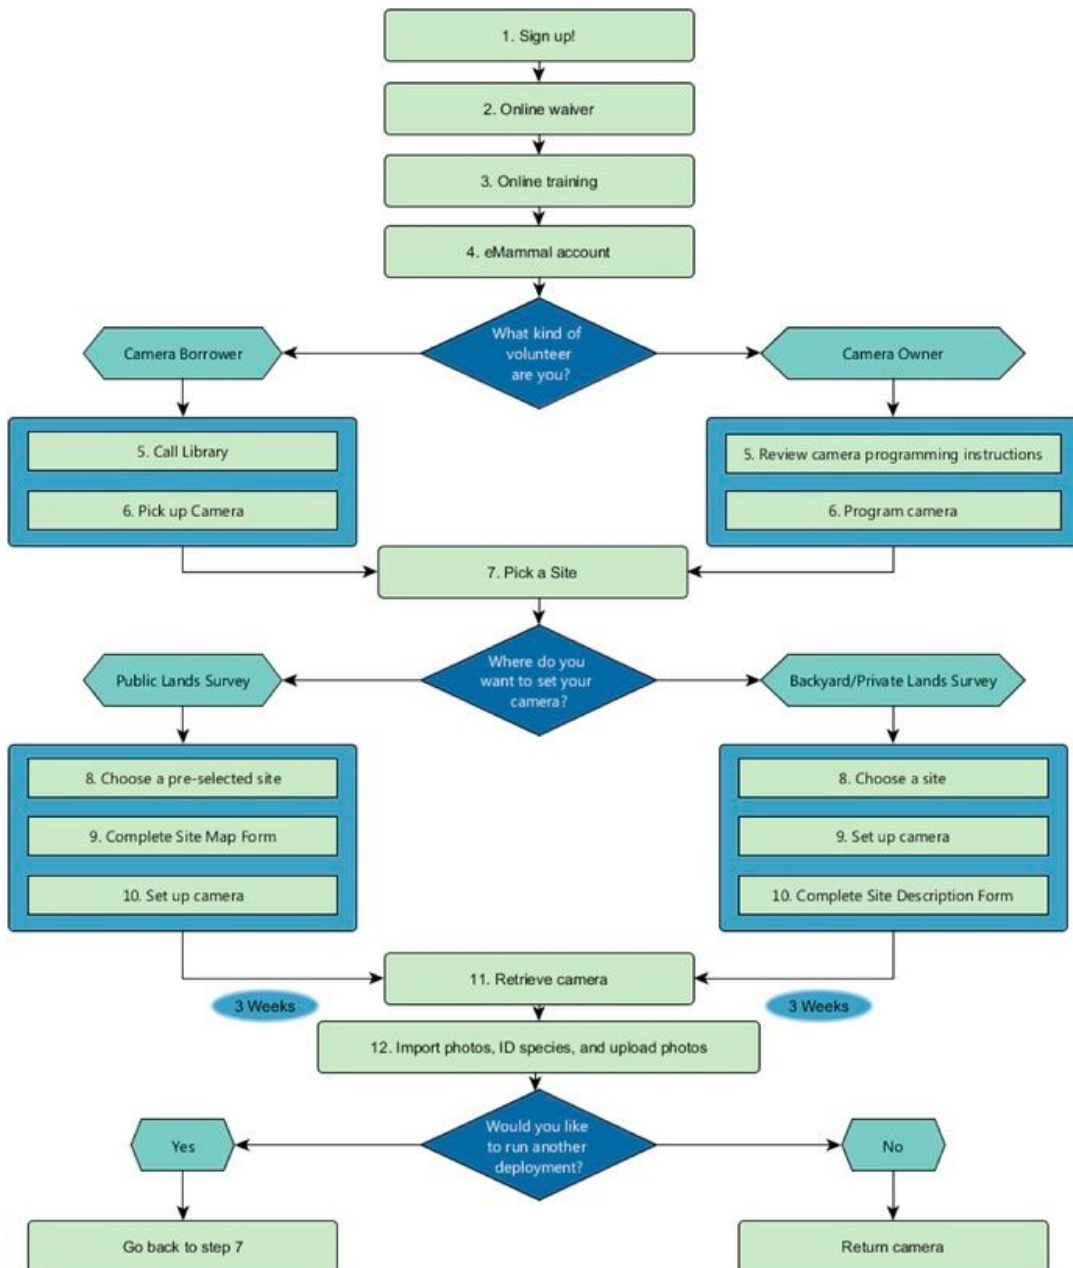 1. Sign up!
2. Online waiver
3. Online training
4. eMammal account
What kind of
volunteer
are you?
Camera Borrower
Camera Owner
5. Call Library
6. Pick up Camera
5. Review camera programming instructions
6. Program camera
7. Pick a Site
Where do you
want to set your
camera?
Public Lands Survey
Backyard/Private Lands Survey
8. Choose a pre-selected site
9. Complete Site Map Form
10. Set up camera
8. Choose a site
9. Set up camera
10. Complete Site Description Form
11. Retrieve camera
3 Weeks
3 Weeks
12. Import photos, ID species, and upload photos
Would you like
to run another
deployment?
Yes
No
Go back to step 7
Return camera